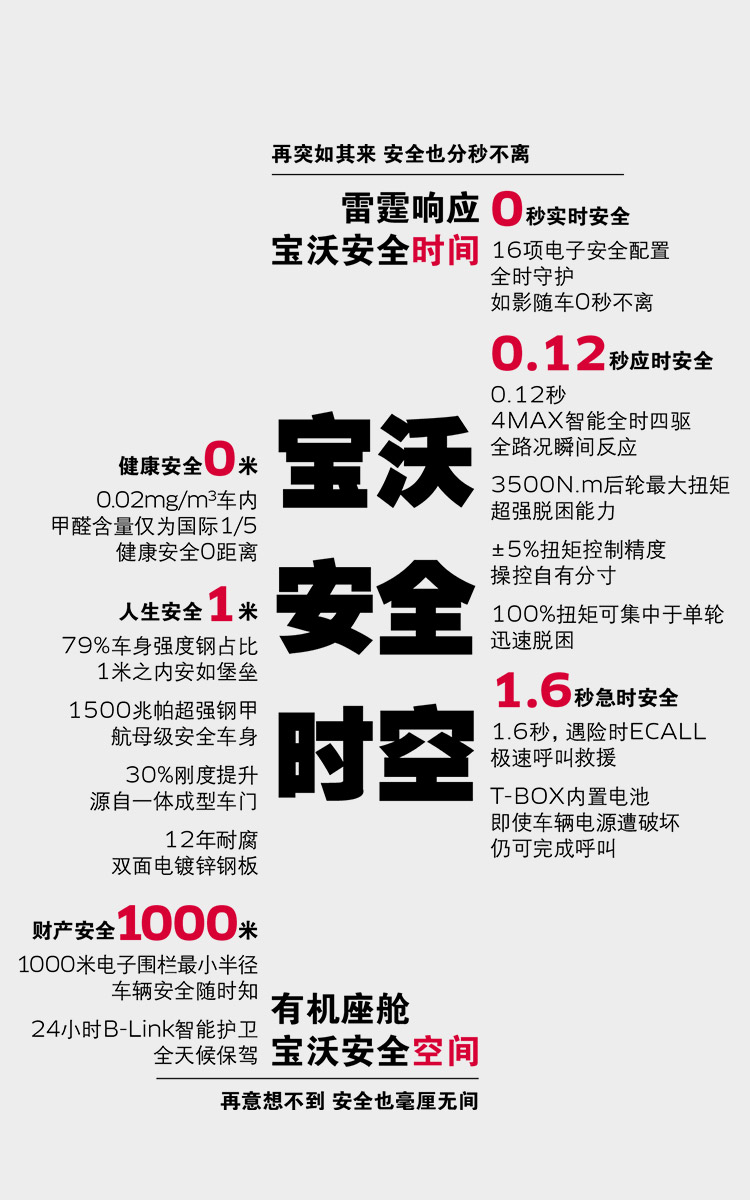 再突如其来 安全也分秒不离
雷霆响应
宝沃安全时间
0秒实时安全
16项电子安全配置
全时守护
如影随车0秒不离
0.12秒应时安全
0.12秒
4MAX智能全时四驱
全路况瞬间反应
3500N.m后轮最大扭矩
超强脱困能力
±5%扭矩控制精度
操控自有分寸
100%扭矩可集中于单轮
迅速脱困
1.6秒急时安全
1.6秒，遇险时ECALL
极速呼叫救援
T-BOX内置电池
即使车辆电源遭破坏
仍可完成呼叫
宝沃
安全
时空
健康安全0米
0.02mg/m³车内
甲醛含量仅为国际1/5
健康安全0距离
人生安全1米
79%车身强度钢占比
1米之内安如堡垒
1500兆帕超强钢甲
航母级安全车身
30%刚度提升
源自一体成型车门
12年耐腐
双面电镀锌钢板
财产安全1000米
1000米电子围栏最小半径
车辆安全随时知
24小时B-Link智能护卫
全天候保驾
有机座舱
宝沃安全空间
再意想不到 安全也毫厘无间